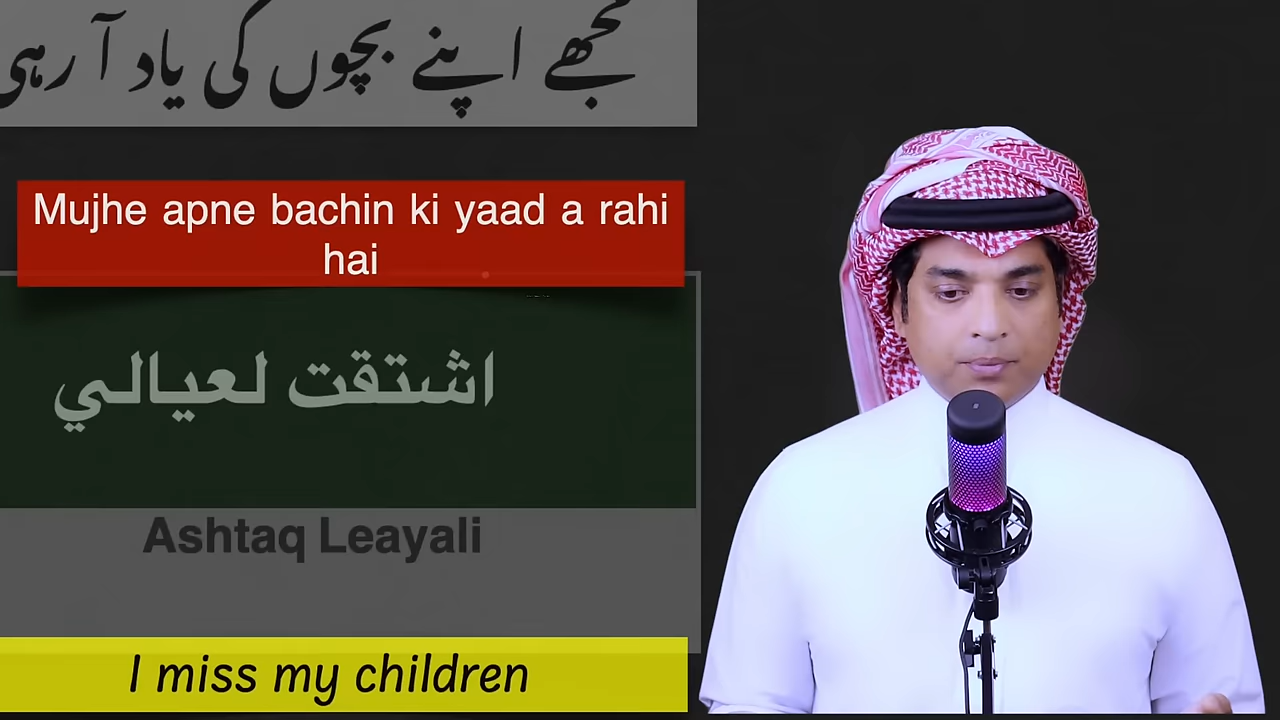 مجھے اپنے بچوں کی یاد آ رہی
Mujhe apne bachin ki yaad a rahi
hai
اشتقت لعيالي
Ashtaq Leayali
I miss my children